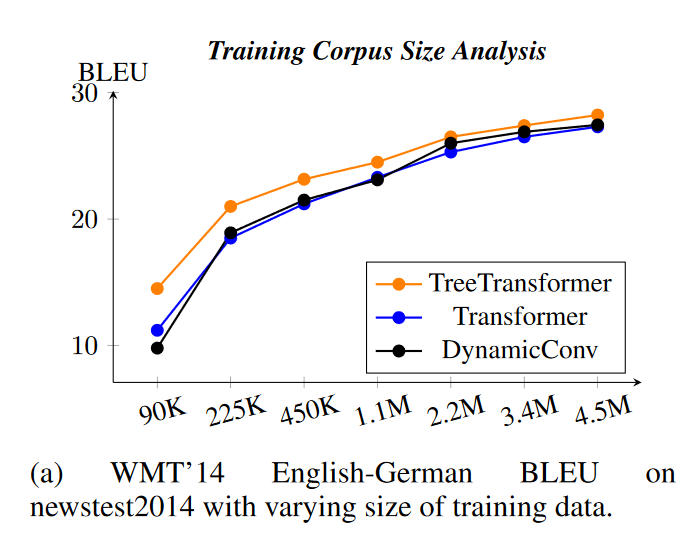 Training Corpus Size Analysis
BLEU
30
20
10
TreeTransformer
Transformer
DynamicConv
90K 225K 450K 1.1M 2.2M 3.4M 4.5M
(a) WMT’14 English-German BLEU on
newstest2014 with varying size of training data.